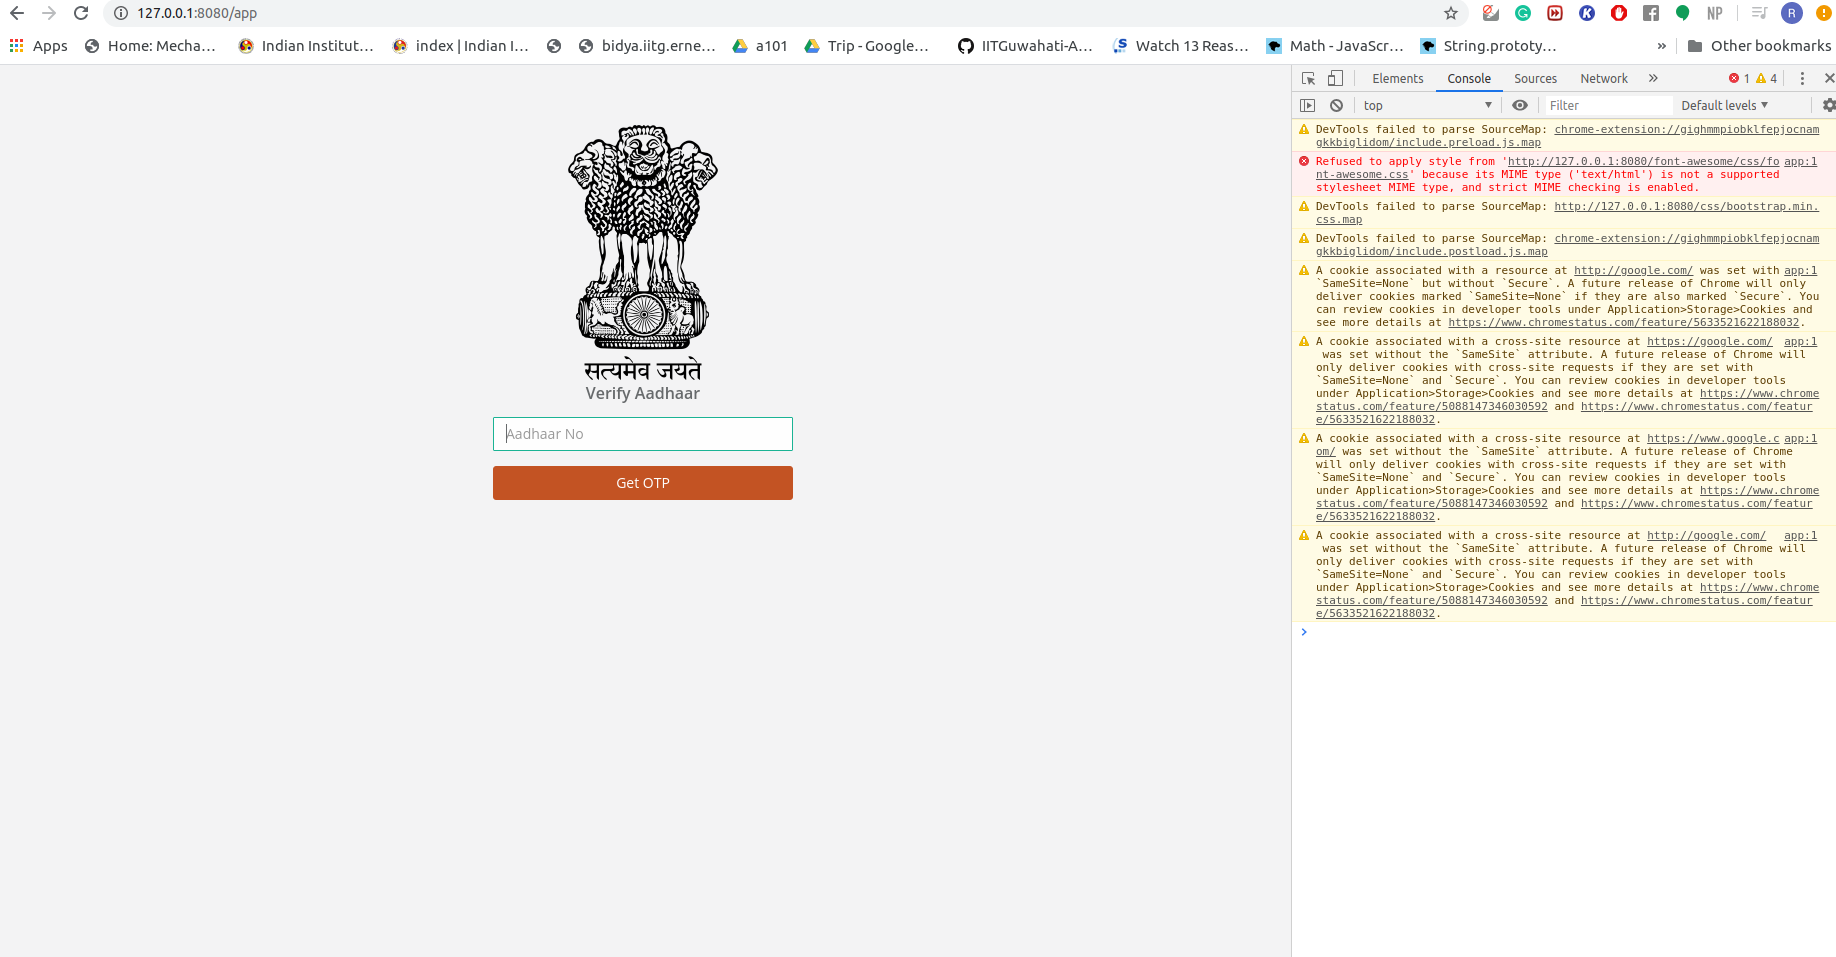 127.0.0.1:8080/app
Apps Home: Mecha... Indian Institut... index | Indian I... bidya.iitg.erne... a101 Trip - Google... IITGuwahati-A... Watch 13 Reas... Math - JavaScr... String.prototy... » Other bookmarks
NP
R
Elements Console Sources Network » 1 4
top Filter Default levels
DevTools failed to parse SourceMap: chrome-extension://gighmmpiobklfepjocnam
gkkbiglidom/include.preload.js.map
Refused to apply style from 'http://127.0.0.1:8080/font-awesome/css/fo app:1
nt-awesome.css' because its MIME type ('text/html') is not a supported
stylesheet MIME type, and strict MIME checking is enabled.
DevTools failed to parse SourceMap: http://127.0.0.1:8080/css/bootstrap.min.
css.map
DevTools failed to parse SourceMap: chrome-extension://gighmmpiobklfepjocnam
gkkbiglidom/include.postload.js.map
A cookie associated with a resource at http://google.com/ was set with app:1
`SameSite=None` but without `Secure`. A future release of Chrome will only
deliver cookies marked `SameSite=None` if they are also marked `Secure`. You
can review cookies in developer tools under Application>Storage>Cookies and
see more details at https://www.chromestatus.com/feature/5633521622188032.
A cookie associated with a cross-site resource at https://google.com/ app:1
was set without the `SameSite` attribute. A future release of Chrome will
only deliver cookies with cross-site requests if they are set with
`SameSite=None` and `Secure`. You can review cookies in developer tools
under Application>Storage>Cookies and see more details at https://www.chrome
status.com/feature/5088147346030592 and https://www.chromestatus.com/featur
e/5633521622188032.
A cookie associated with a cross-site resource at https://www.google.c app:1
om/ was set without the `SameSite` attribute. A future release of Chrome
will only deliver cookies with cross-site requests if they are set with
`SameSite=None` and `Secure`. You can review cookies in developer tools
under Application>Storage>Cookies and see more details at https://www.chrome
status.com/feature/5088147346030592 and https://www.chromestatus.com/featur
e/5633521622188032.
A cookie associated with a cross-site resource at http://google.com/ app:1
was set without the `SameSite` attribute. A future release of Chrome will
only deliver cookies with cross-site requests if they are set with
`SameSite=None` and `Secure`. You can review cookies in developer tools
under Application>Storage>Cookies and see more details at https://www.chrome
status.com/feature/5088147346030592 and https://www.chromestatus.com/featur
e/5633521622188032.
सत्यमेव जयते
Verify Aadhaar
Aadhaar No
Get OTP